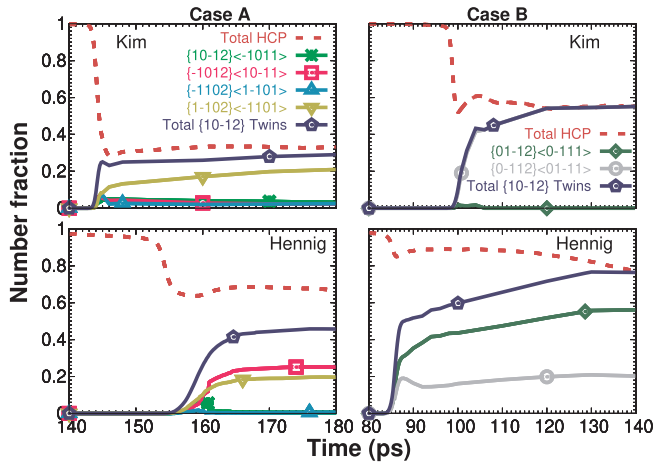 Case A
Case B
Number fraction
1
0.8
0.6
0.4
0.2
0
Kim
Total HCP
{10-12}<-1011>
{-1012}<10-11>
{-1102}<1-101>
{1-102}<-1101>
Total {10-12} Twins
Kim
Total HCP
{01-12}<0-111>
{0-112}<01-11>
Total {10-12} Twins
0
1
0.8
0.6
0.4
0.2
0
Hennig
140 150 160 170 180
Hennig
80 90 100 110 120 130 140
Time (ps)